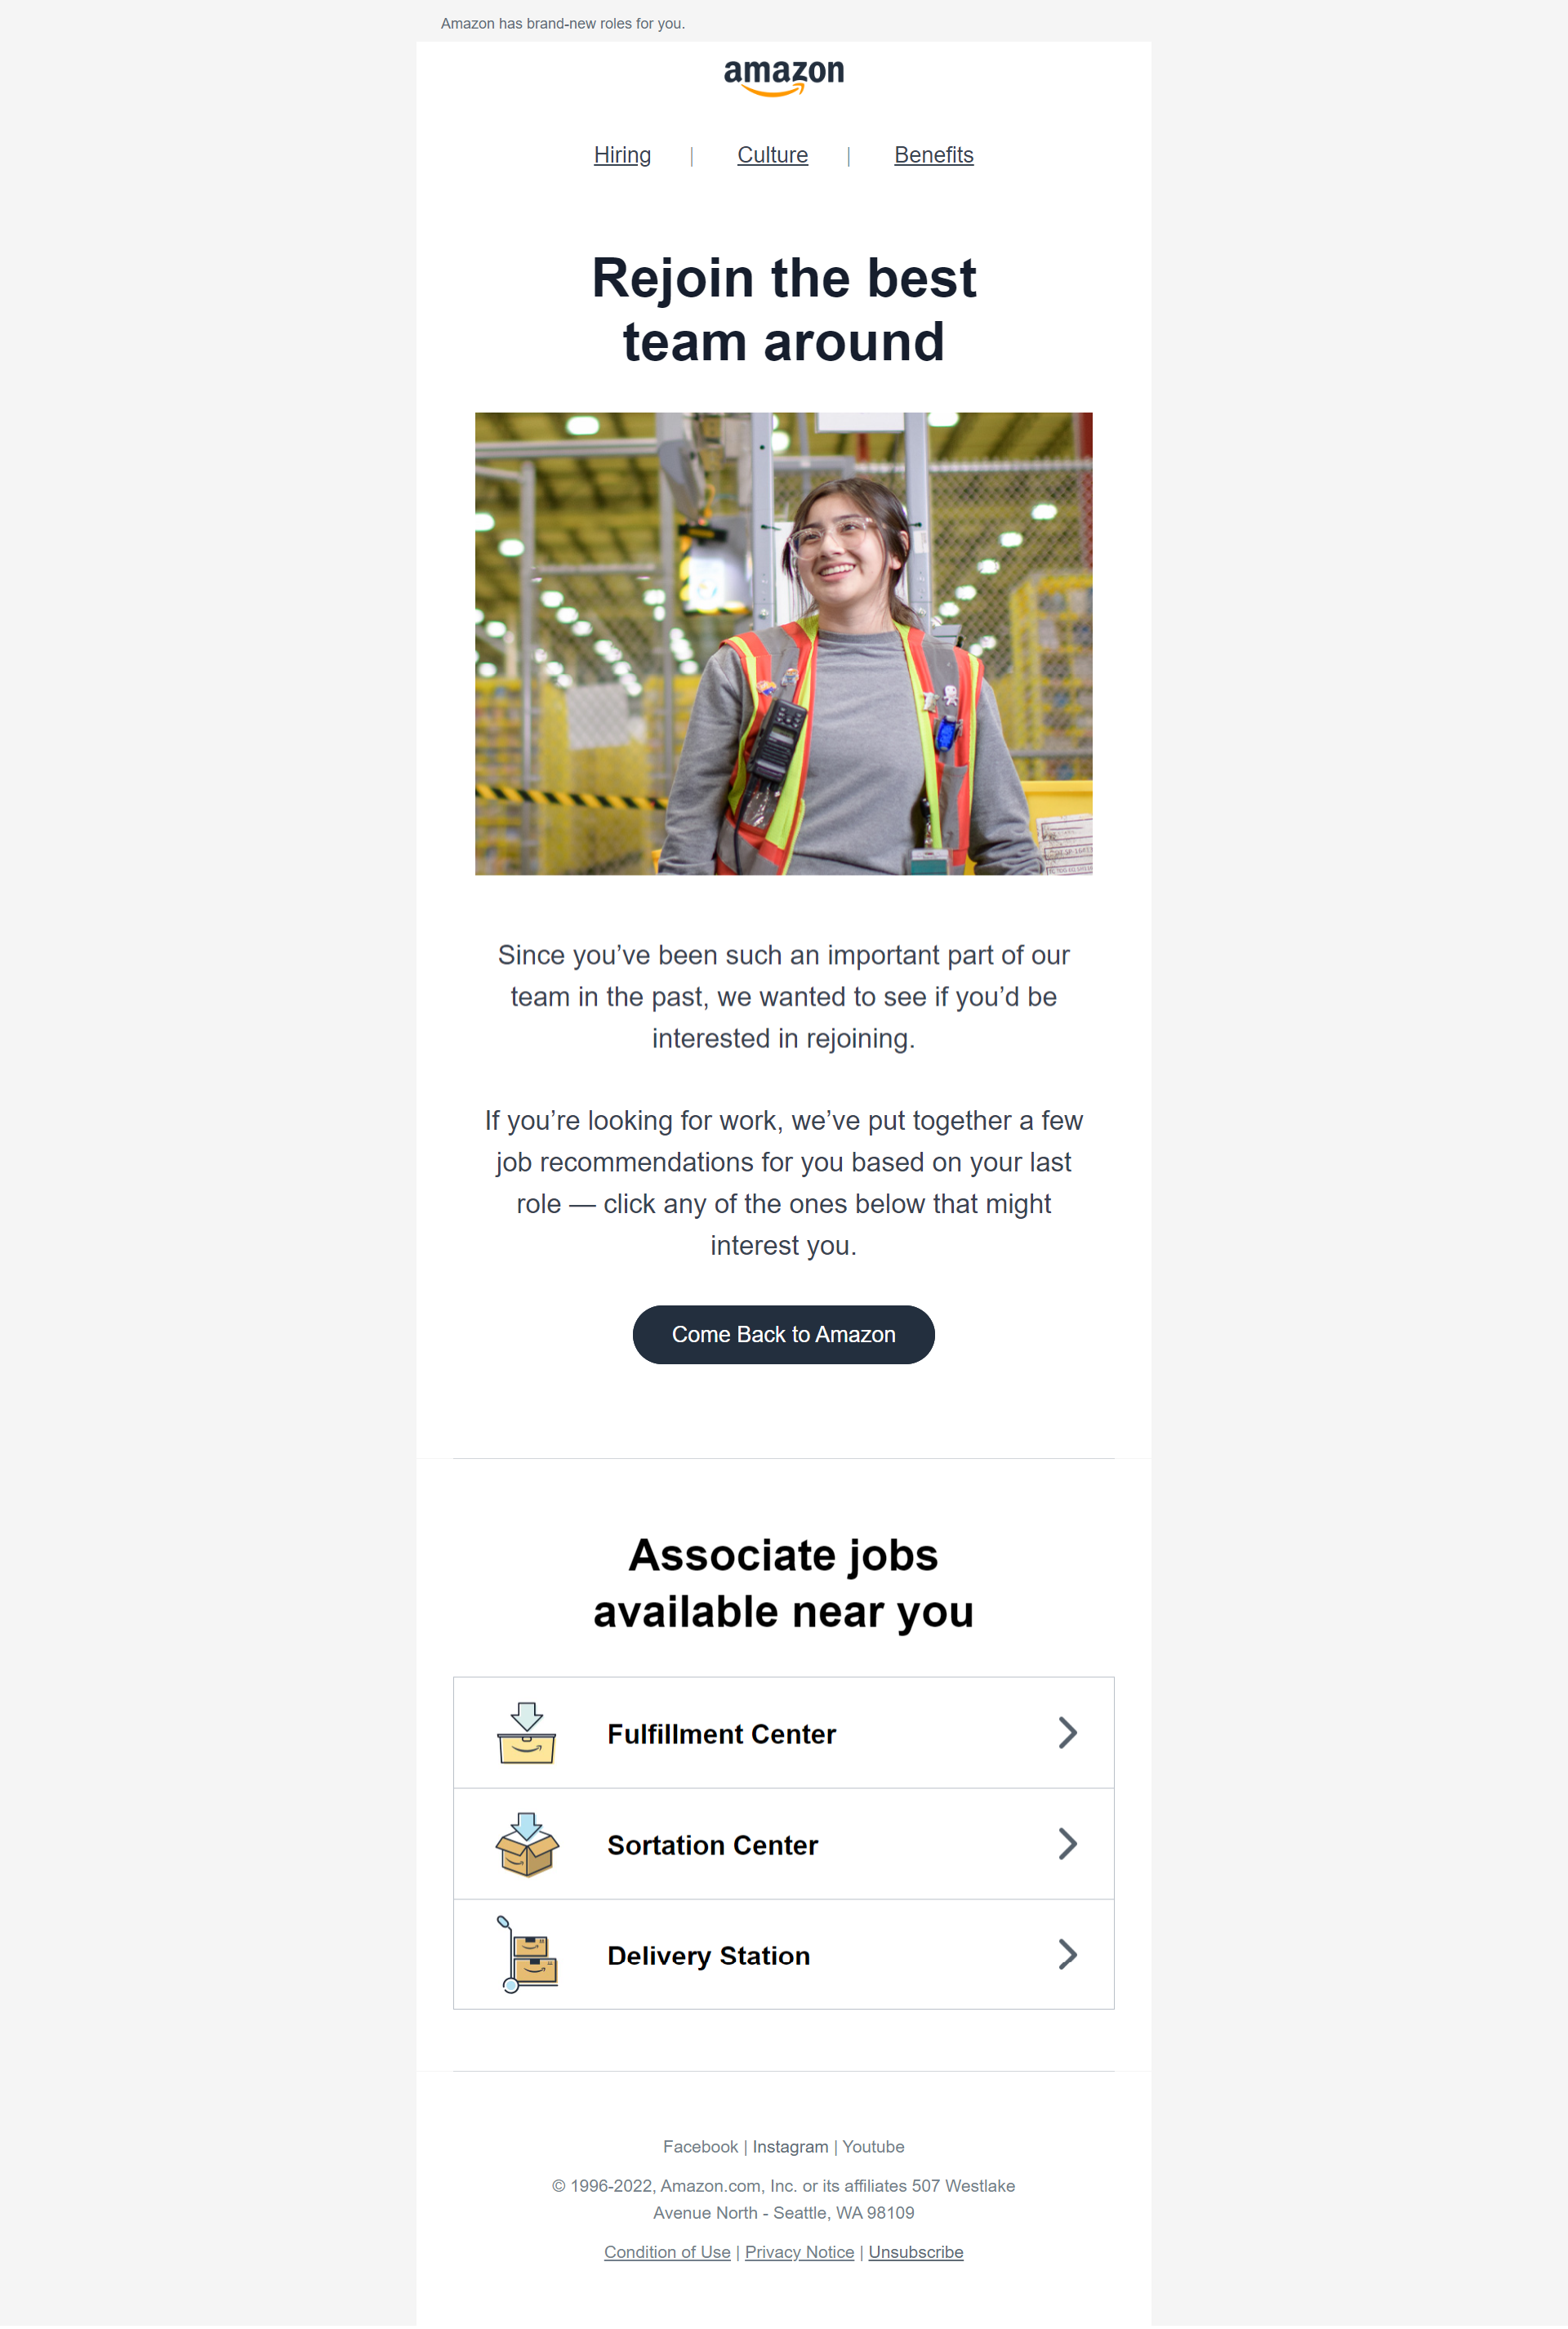 Amazon has brand-new roles for you.
amazon
Hiring | Culture | Benefits
Rejoin the best
team around
Since you’ve been such an important part of our
team in the past, we wanted to see if you’d be
interested in rejoining.
If you’re looking for work, we’ve put together a few
job recommendations for you based on your last
role — click any of the ones below that might
interest you.
Come Back to Amazon
Associate jobs
available near you
Fulfillment Center
Sortation Center
Delivery Station
Facebook | Instagram | Youtube
© 1996-2022, Amazon.com, Inc. or its affiliates 507 Westlake
Avenue North - Seattle, WA 98109
Condition of Use | Privacy Notice | Unsubscribe